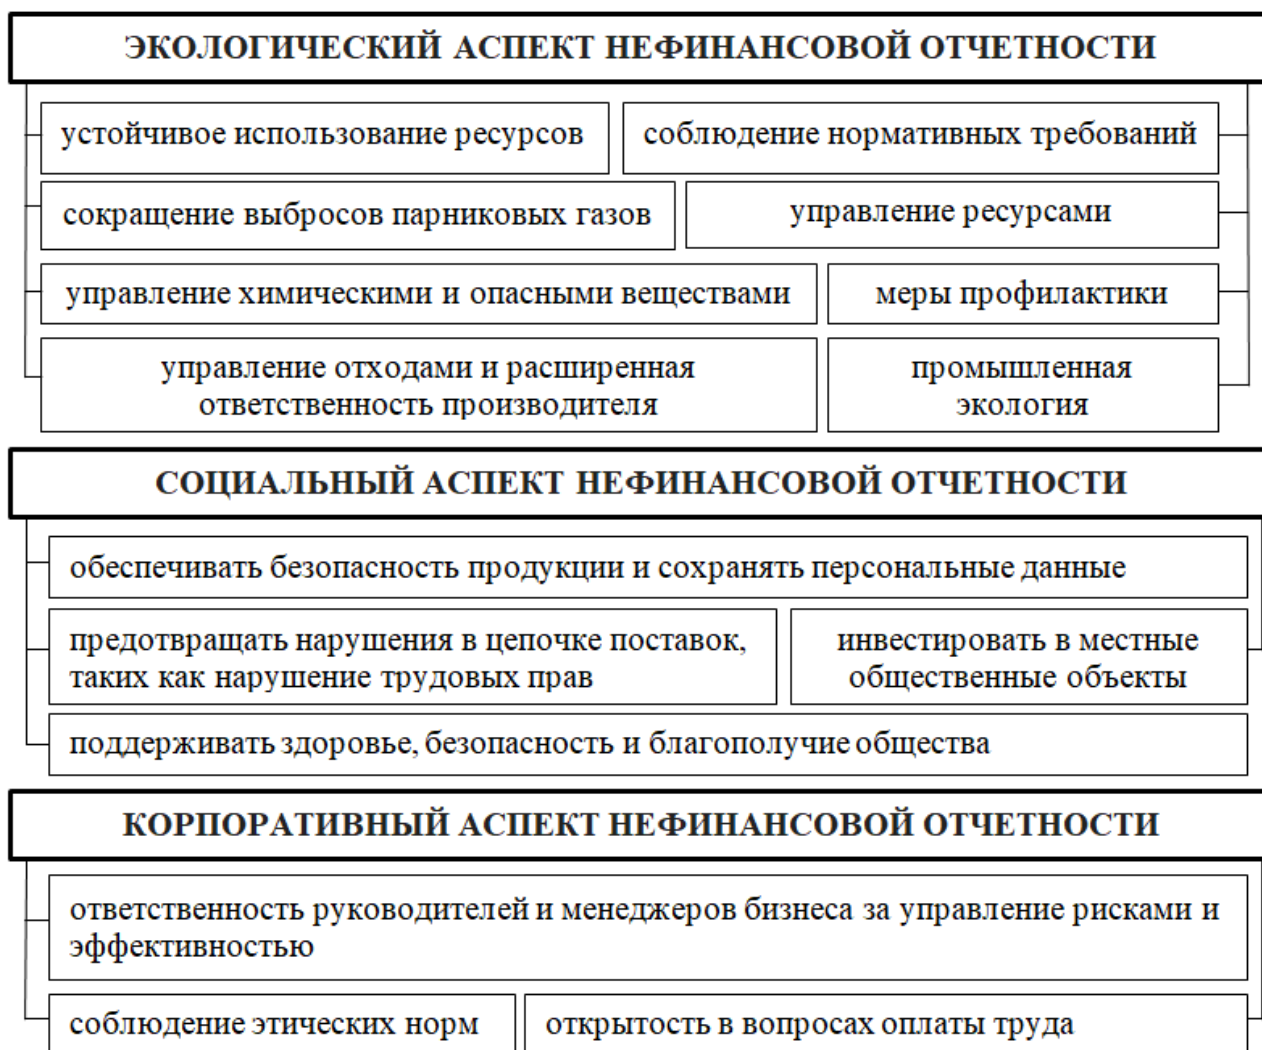 ЭКОЛОГИЧЕСКИЙ АСПЕКТ НЕФИНАНСОВОЙ ОТЧЕТНОСТИ
устойчивое использование ресурсов
соблюдение нормативных требований
сокращение выбросов парниковых газов
управление ресурсами
управление химическими и опасными веществами
меры профилактики
управление отходами и расширенная
ответственность производителя
промышленная
экология
СОЦИАЛЬНЫЙ АСПЕКТ НЕФИНАНСОВОЙ ОТЧЕТНОСТИ
обеспечивать безопасность продукции и сохранять персональные данные
предотвращать нарушения в цепочке поставок,
таких как нарушение трудовых прав
инвестировать в местные
общественные объекты
поддерживать здоровье, безопасность и благополучие общества
КОРПОРАТИВНЫЙ АСПЕКТ НЕФИНАНСОВОЙ ОТЧЕТНОСТИ
ответственность руководителей и менеджеров бизнеса за управление рисками и
эффективностью
соблюдение этических норм
открытость в вопросах оплаты труда